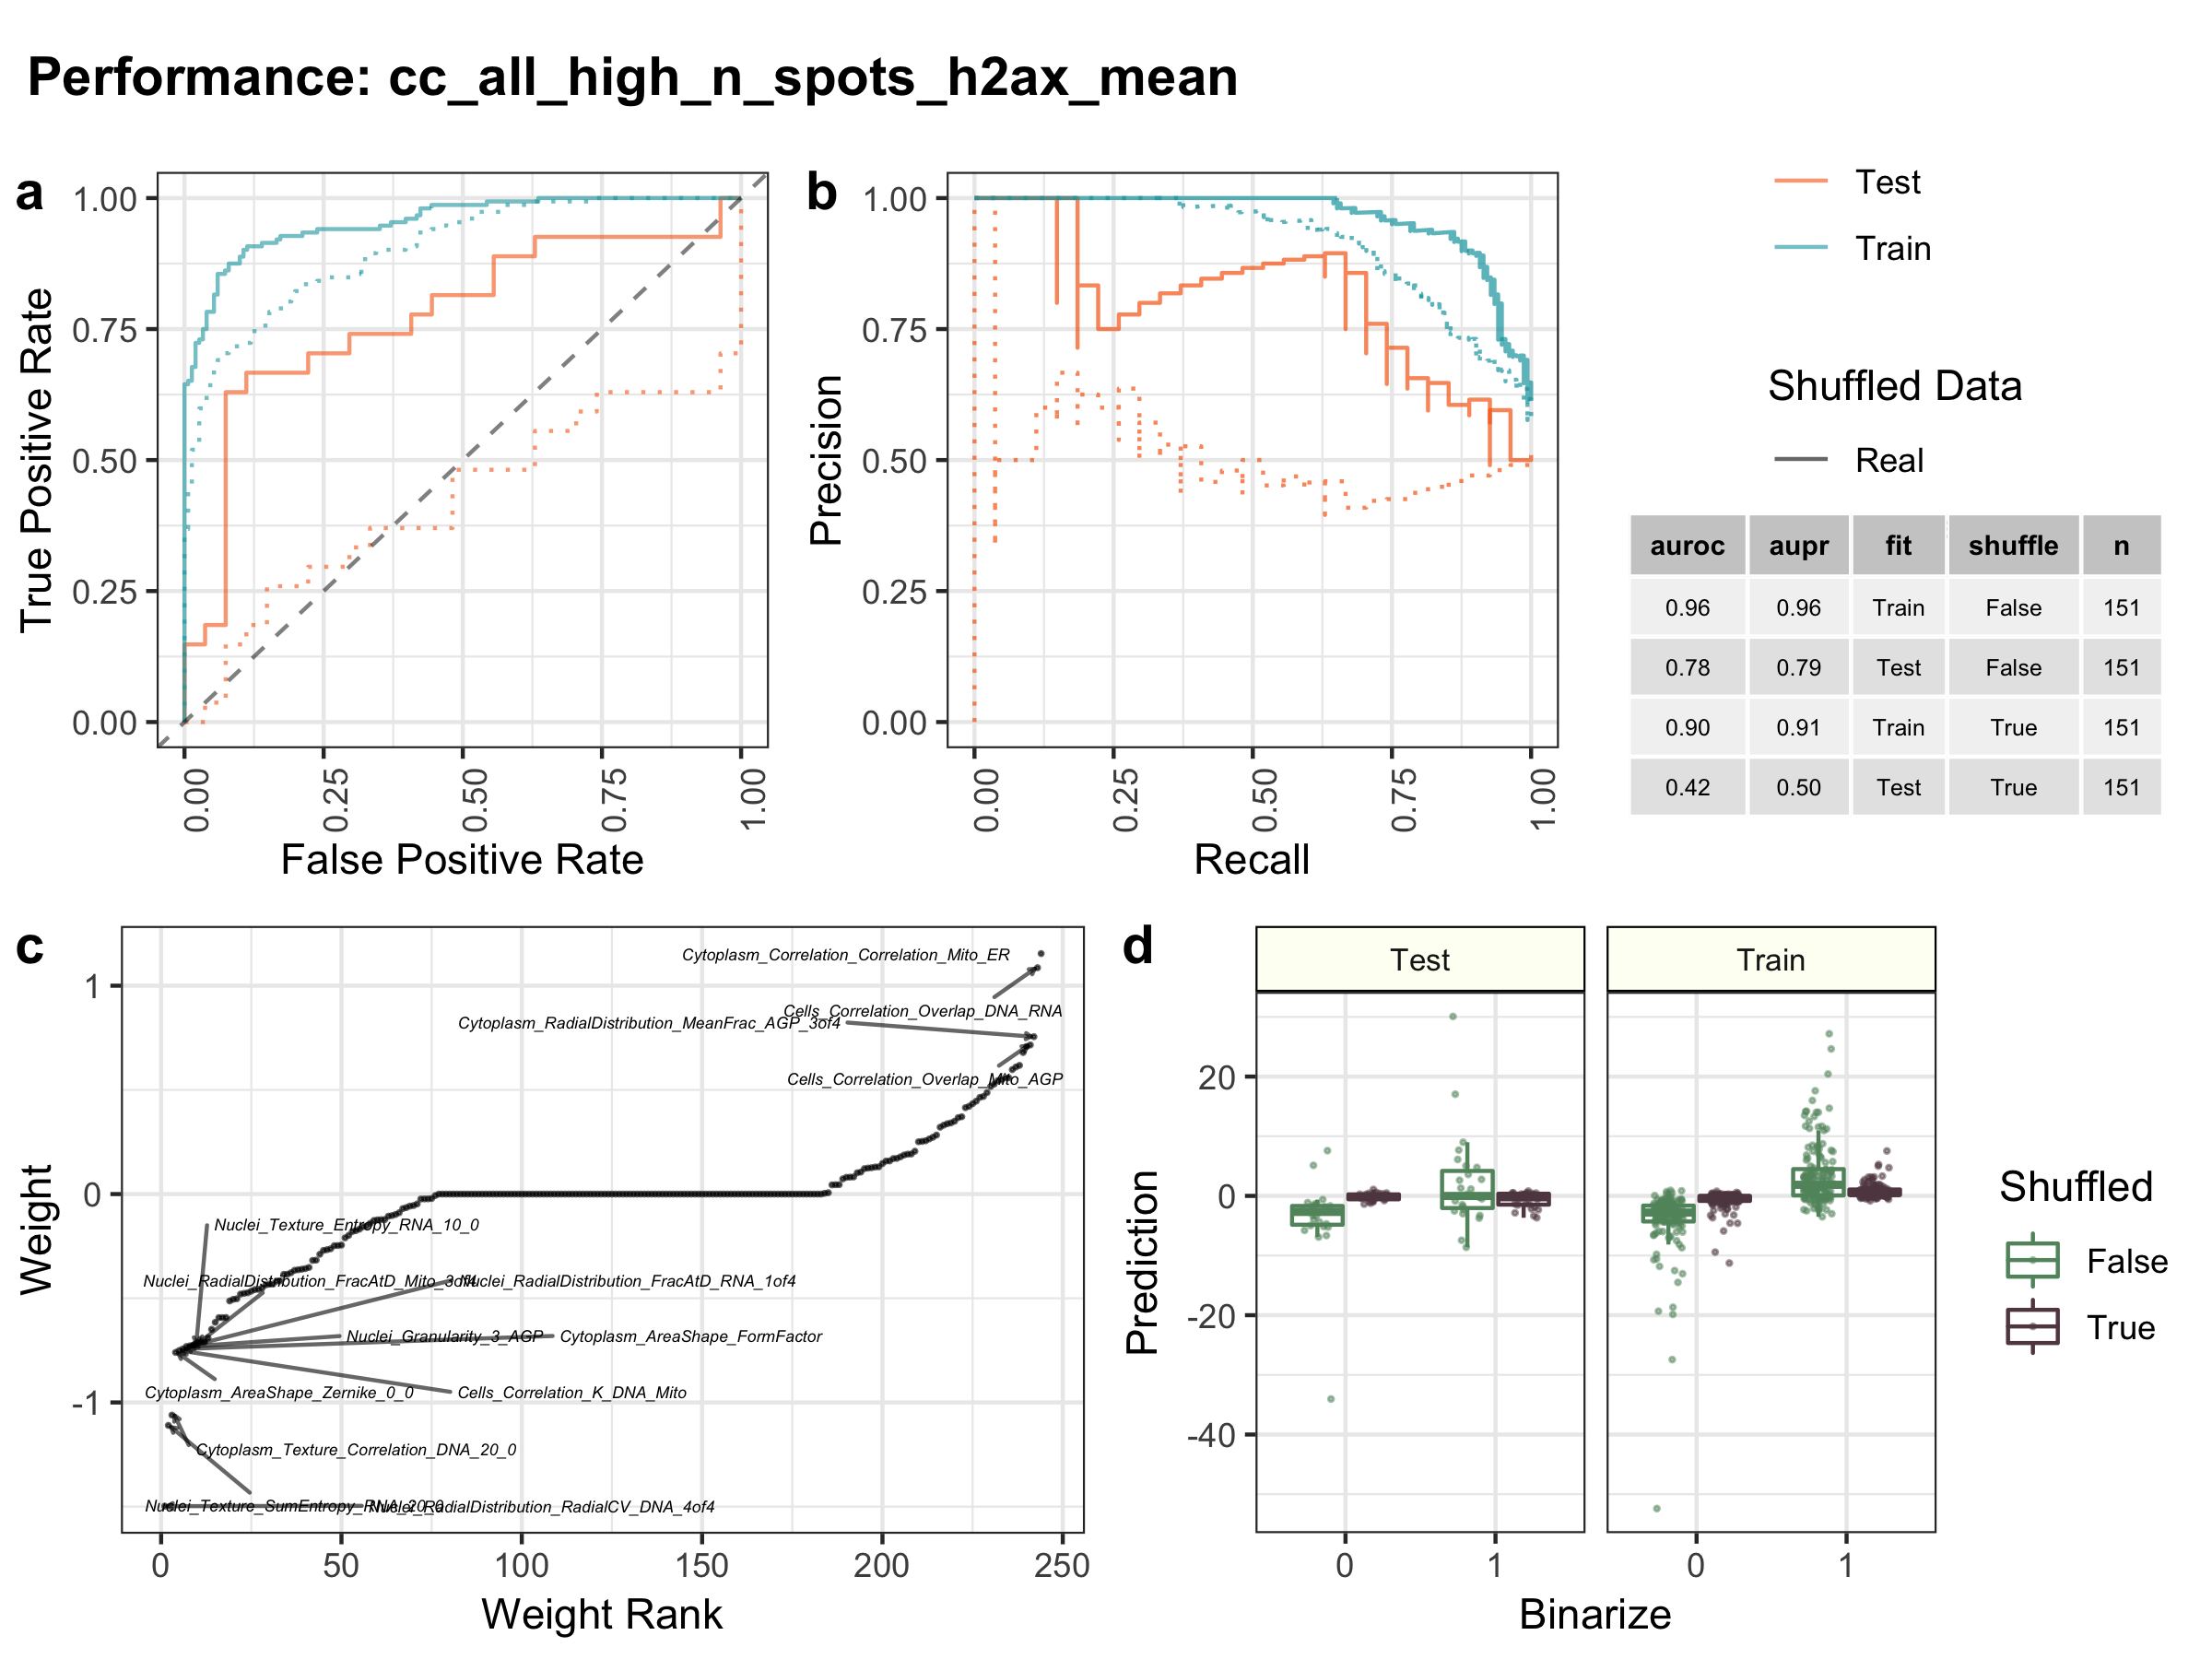 Performance: cc_all_high_n_spots_h2ax_mean
a
1.00
0.75
0.50
0.25
0.00
True Positive Rate
0.00
0.25
0.50
0.75
1.00
False Positive Rate
b
1.00
0.75
0.50
0.25
0.00
Precision
0.00
0.25
0.50
0.75
1.00
Recall
Test
Train
Shuffled Data
Real
auroc aupr fit shuffle n
0.96 0.96 Train False 151
0.78 0.79 Test False 151
0.90 0.91 Train True 151
0.42 0.50 Test True 151
c
1
0
-1
Weight
Cytoplasm_Correlation_Correlation_Mito_ER
Cells_Correlation_Overlap_DNA_RNA
Cytoplasm_RadialDistribution_MeanFrac_AGP_3of4
Cells_Correlation_Overlap_Mito_AGP
Nuclei_Texture_Entropy_RNA_10_0
Nuclei_RadialDistribution_FracAtD_Mito_3of4
Nuclei_RadialDistribution_FracAtD_RNA_1of4
Nuclei_Granularity_3_AGP
Cytoplasm_AreaShape_FormFactor
Cytoplasm_AreaShape_Zernike_0_0
Cells_Correlation_K_DNA_Mito
Cytoplasm_Texture_Correlation_DNA_20_0
Nuclei_Texture_SumEntropy_RNA_20_0
Nuclei_RadialDistribution_RadialCV_DNA_4of4
0
50
100
150
200
250
Weight Rank
d
Test
Train
20
0
-20
-40
Prediction
0
1
0
1
Binarize
Shuffled
False
True